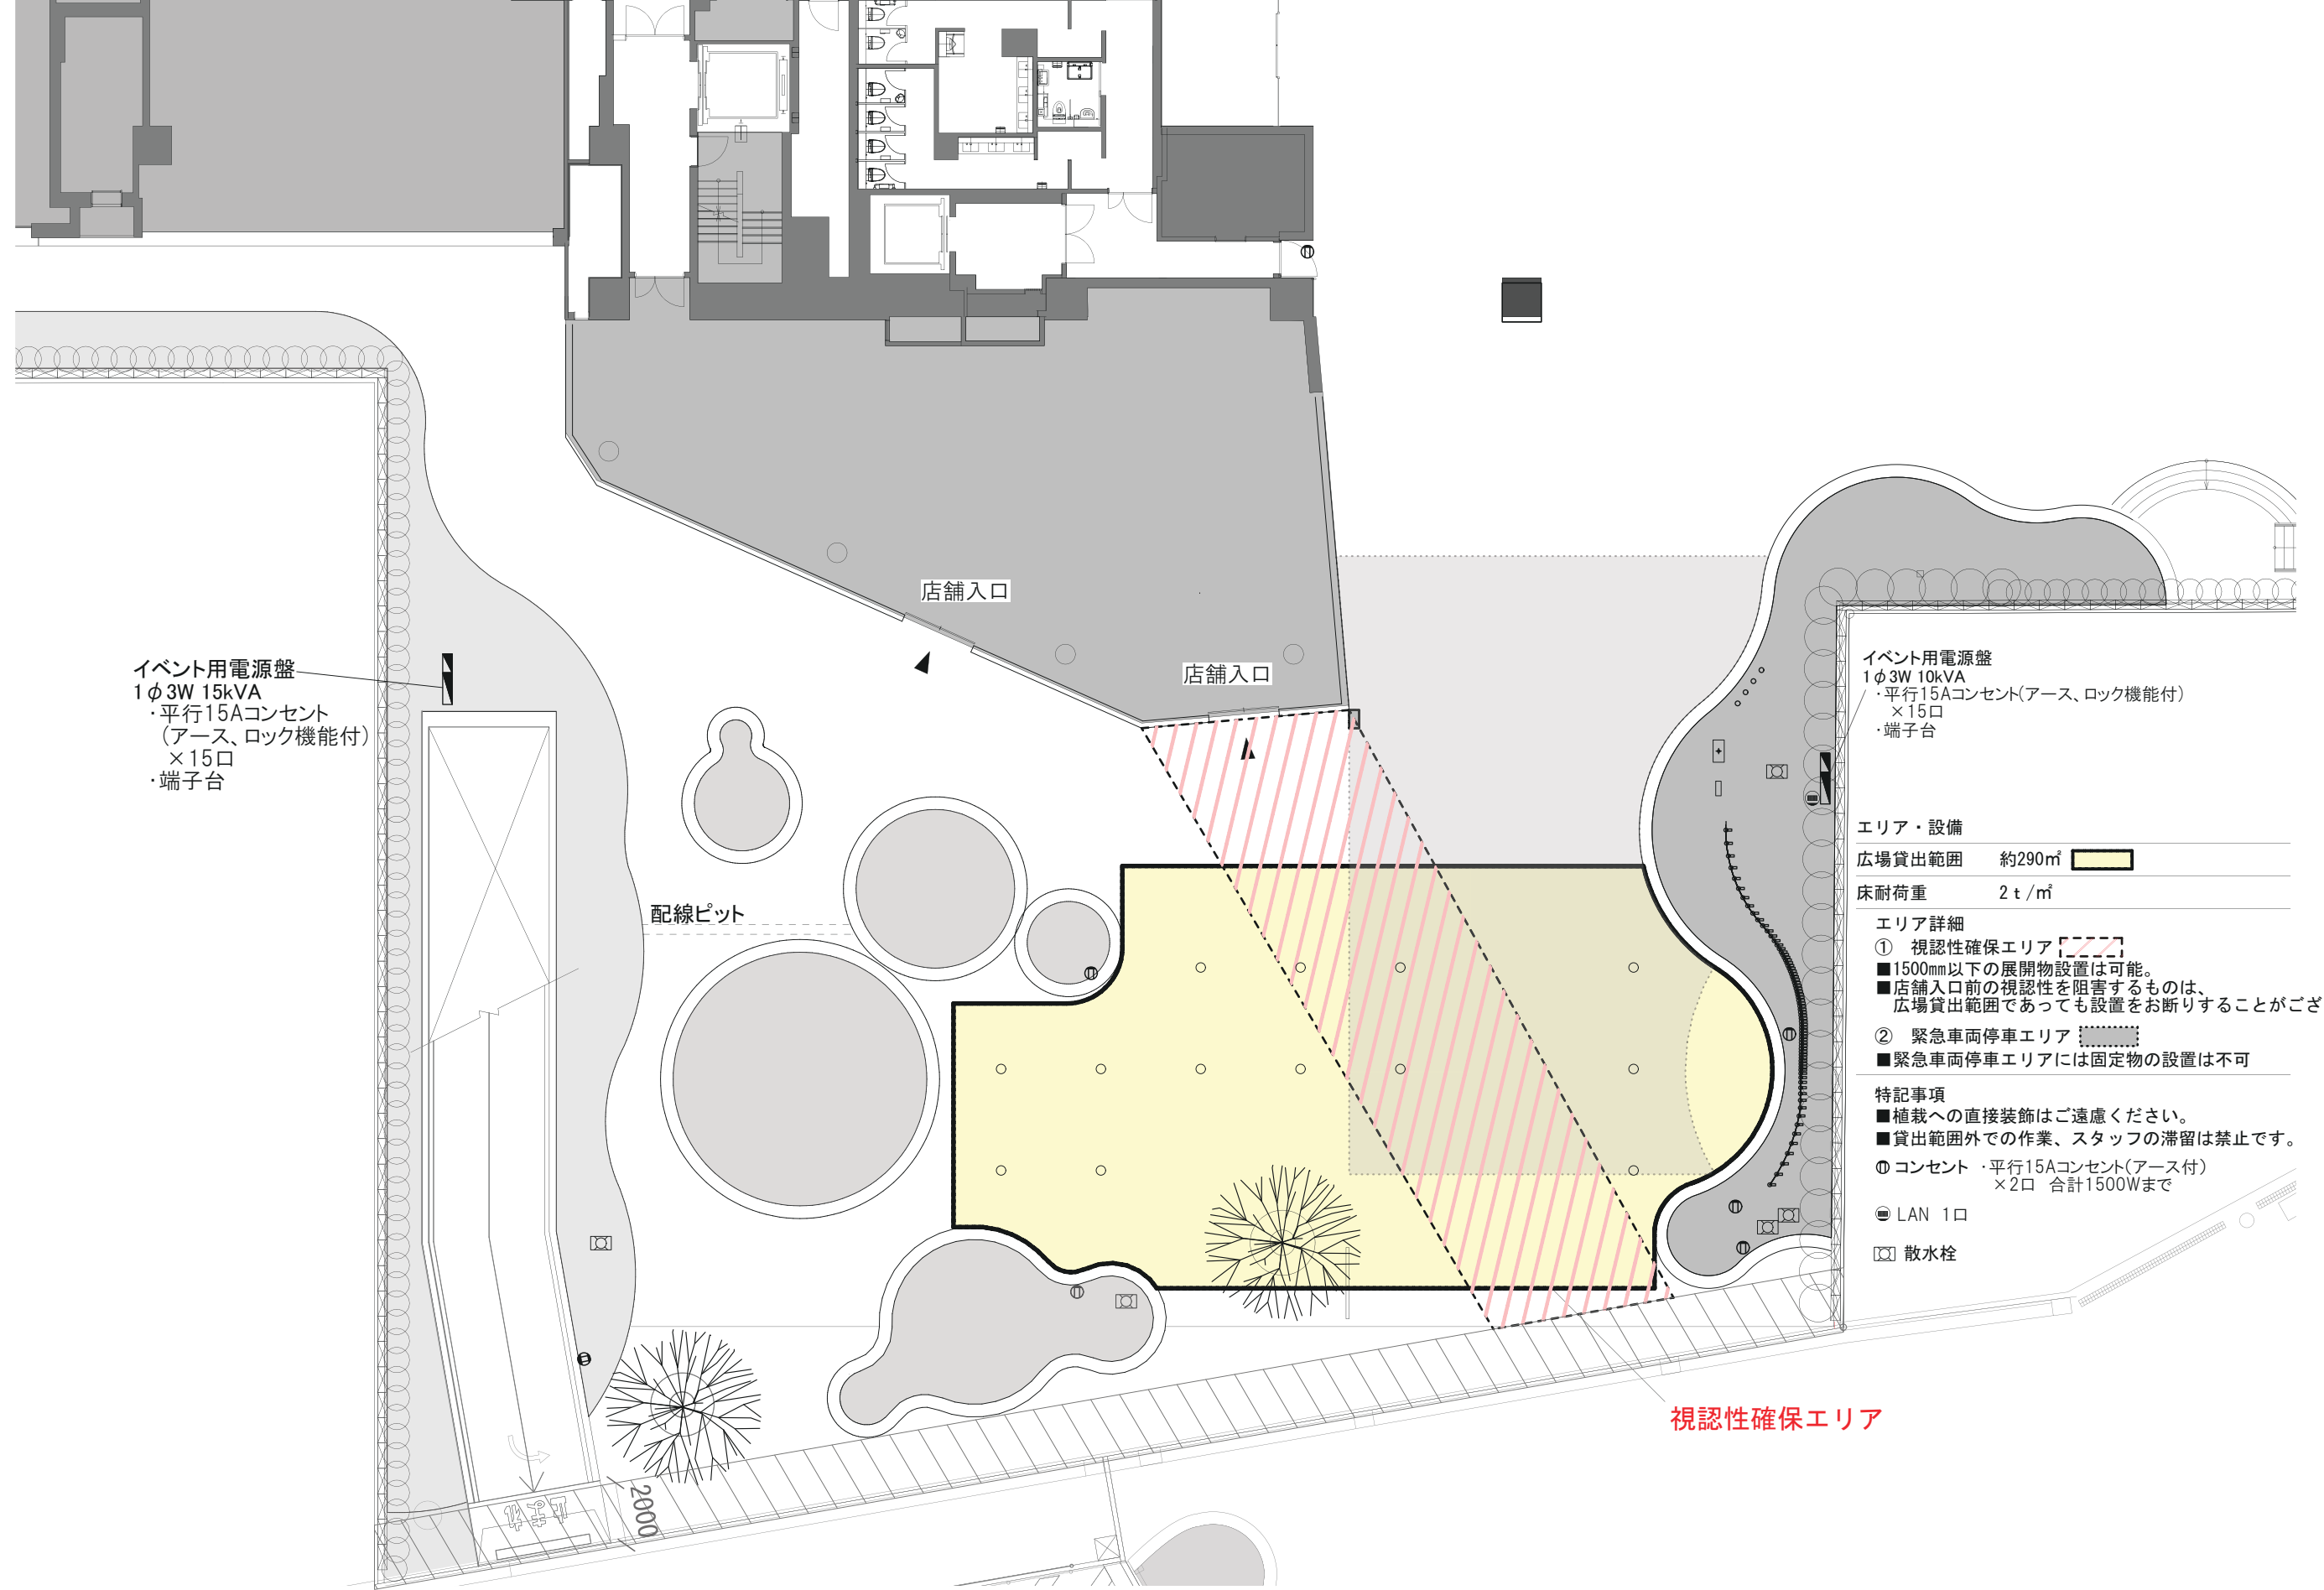 店舗入口
店舗入口
イベント用電源盤
1φ3W 15kVA
・平行15Aコンセント
(アース、ロック機能付)
×15口
・端子台
イベント用電源盤
1φ3W 10kVA
・平行15Aコンセント(アース、ロック機能付)
×15口
・端子台
配線ピット
エリア・設備
広場貸出範囲 約290㎡
床耐荷重 2ｔ/㎡
エリア詳細
① 視認性確保エリア
■1500㎜以下の展開物設置は可能。
■店舗入口前の視認性を阻害するものは、
広場貸出範囲であっても設置をお断りすることがござ
② 緊急車両停車エリア
■緊急車両停車エリアには固定物の設置は不可
特記事項
■植栽への直接装飾はご遠慮ください。
■貸出範囲外での作業、スタッフの滞留は禁止です。
コンセント ・平行15Aコンセント(アース付)
×2口 合計1500Wまで
LAN 1口
散水栓
視認性確保エリア
2000